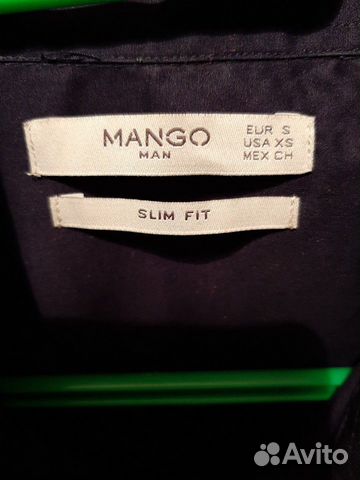 MANGO
MAN
EUR S
USA XS
MEX CH
SLIM FIT
Avito